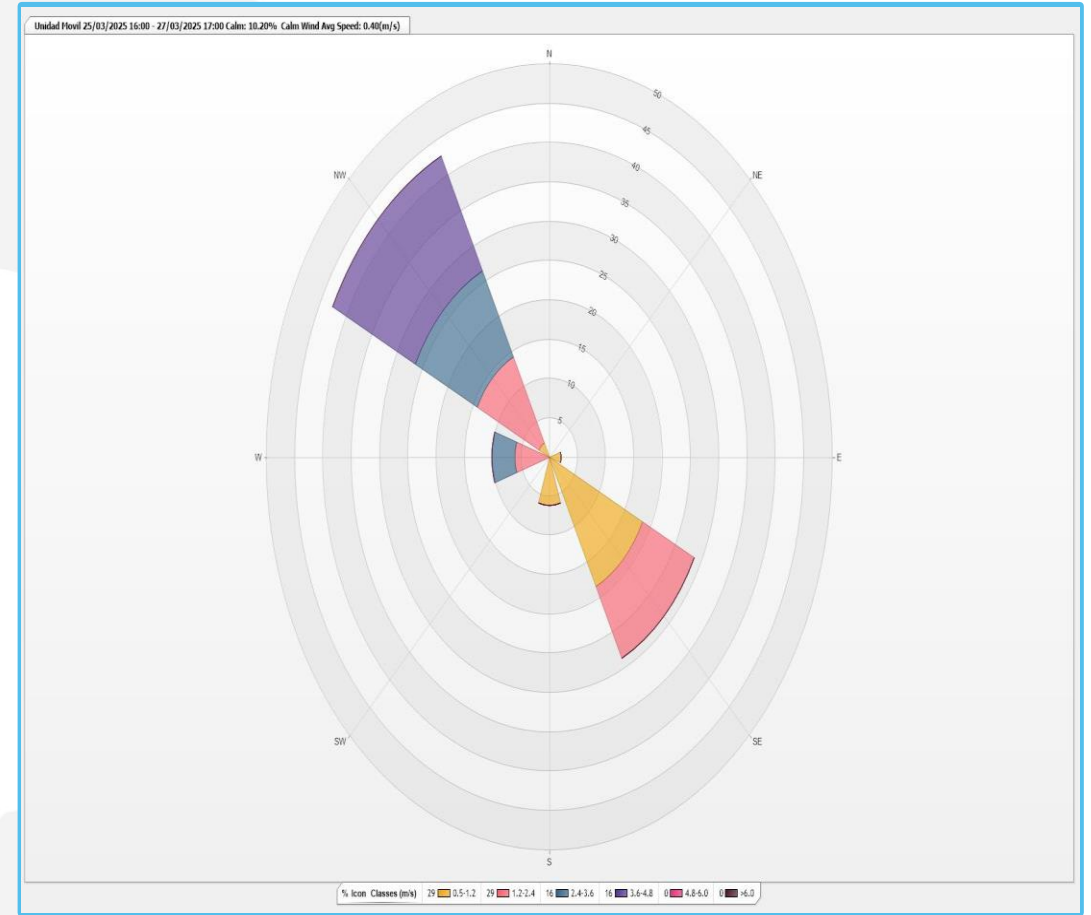 Unidad Movil 25/03/2025 16:00 - 27/03/2025 17:00 Calm: 10.20% Calm Wind Avg Speed: 0.40(m/s)
N
50
45
NW
40
NE
35
30
25
20
15
10
5
W
E
SW
SE
S
% Icon Classes (m/s) 29 0.5-1.2 29 1.2-2.4 16 2.4-3.6 16 3.6-4.8 0 4.8-6.0 0 >6.0